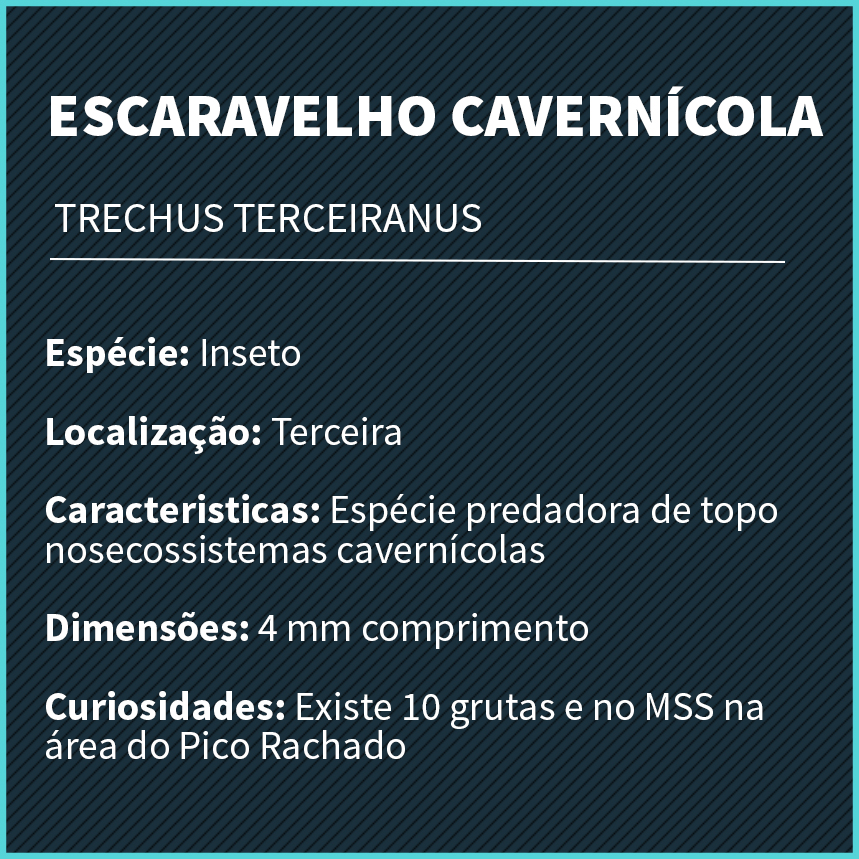 ESCARAVELHO CAVERNÍCOLA
TRECHUS TERCEIRANUS
Espécie: Inseto
Localização: Terceira
Caracteristicas: Espécie predadora de topo
nosecossistemas cavernícolas
Dimensões: 4 mm comprimento
Curiosidades: Existe 10 grutas e no MSS na
área do Pico Rachado